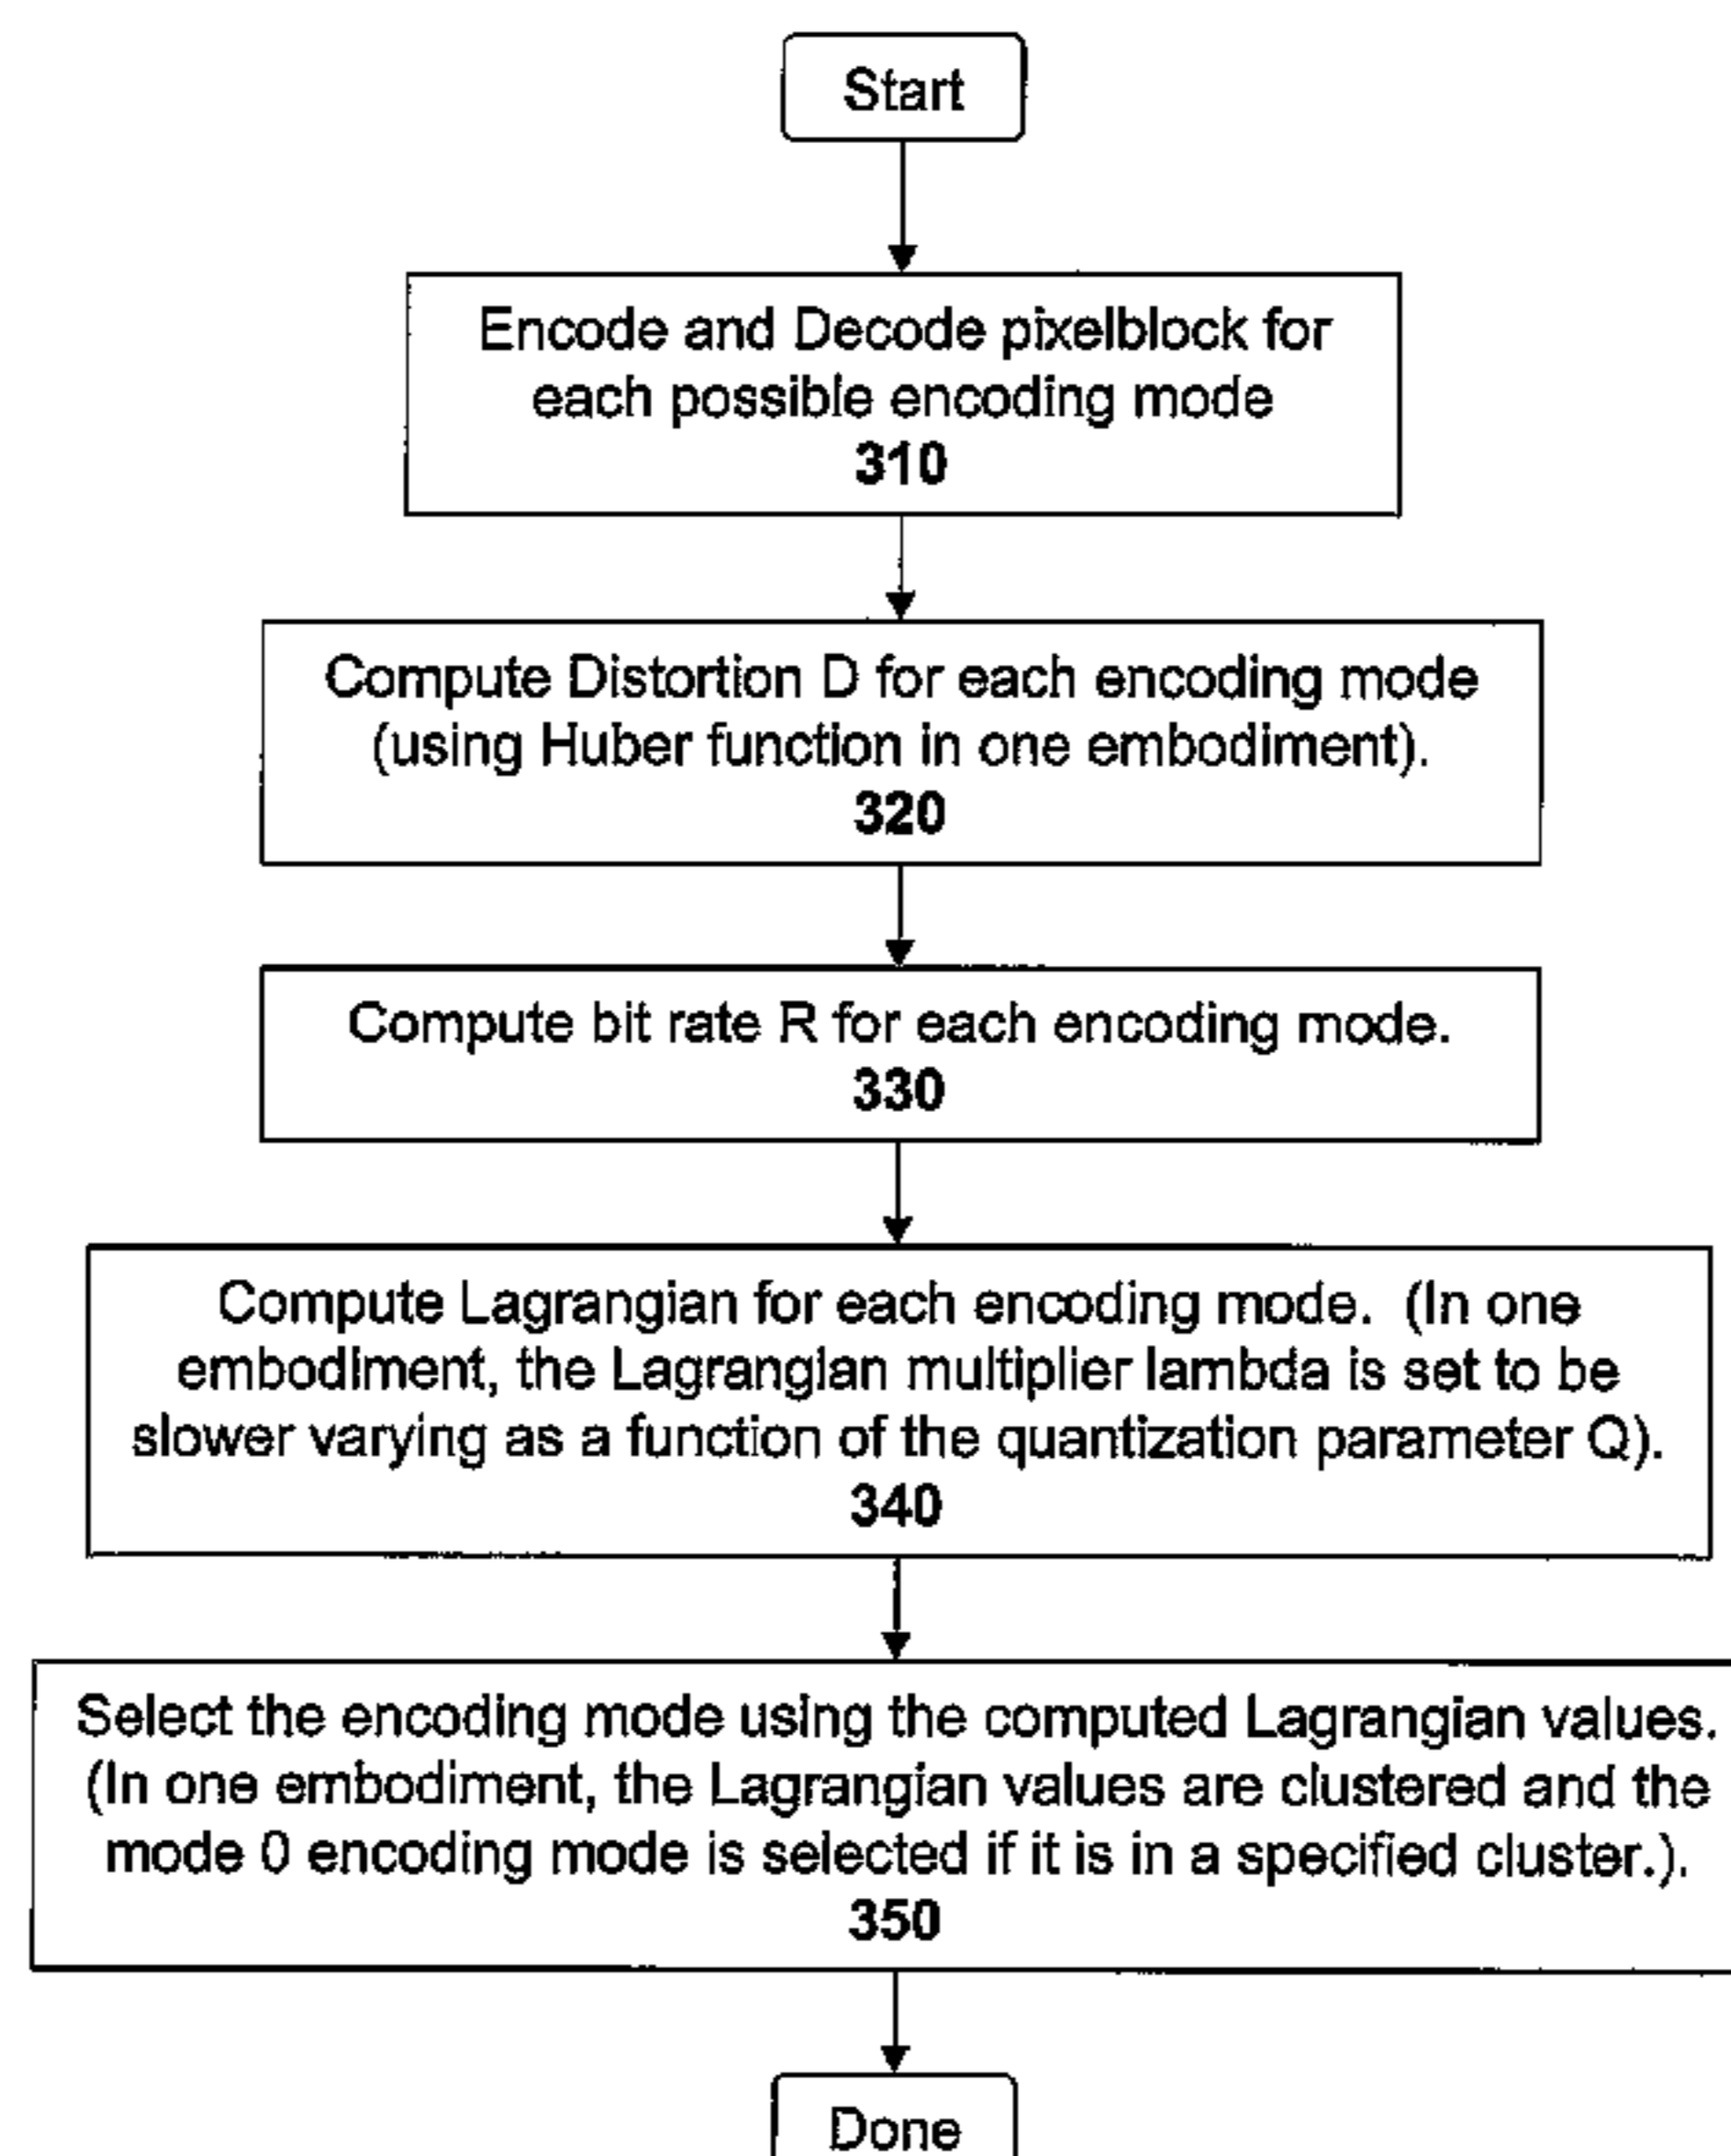 Start
Encode and Decode pixelblock for
each possible encoding mode
310
Compute Distortion D for each encoding mode
(using Huber function in one embodiment).
320
Compute bit rate R for each encoding mode.
330
Compute Lagrangian for each encoding mode. (In one
embodiment, the Lagrangian multiplier lambda is set to be
slower varying as a function of the quantization parameter Q).
340
Select the encoding mode using the computed Lagrangian values.
(In one embodiment, the Lagrangian values are clustered and the
mode 0 encoding mode is selected if it is in a specified cluster.).
350
Done